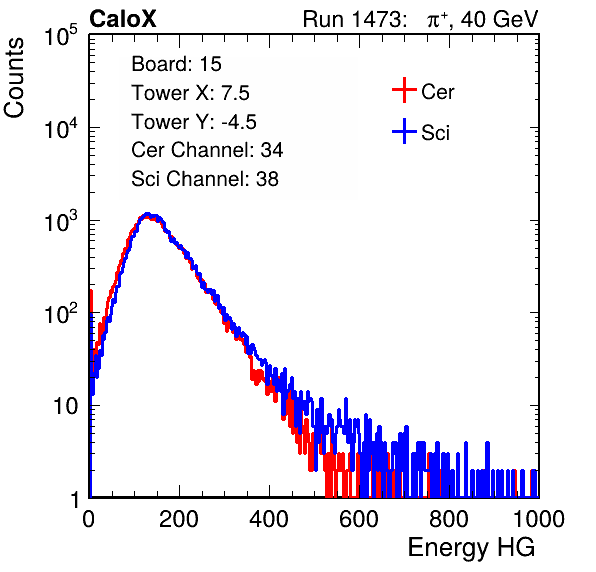 CaloX Run 1473: π⁺, 40 GeV
Counts
Board: 15
Tower X: 7.5
Tower Y: -4.5
Cer Channel: 34
Sci Channel: 38
Cer
Sci
10⁵
10⁴
10³
10²
10
1
0 200 400 600 800 1000
Energy HG